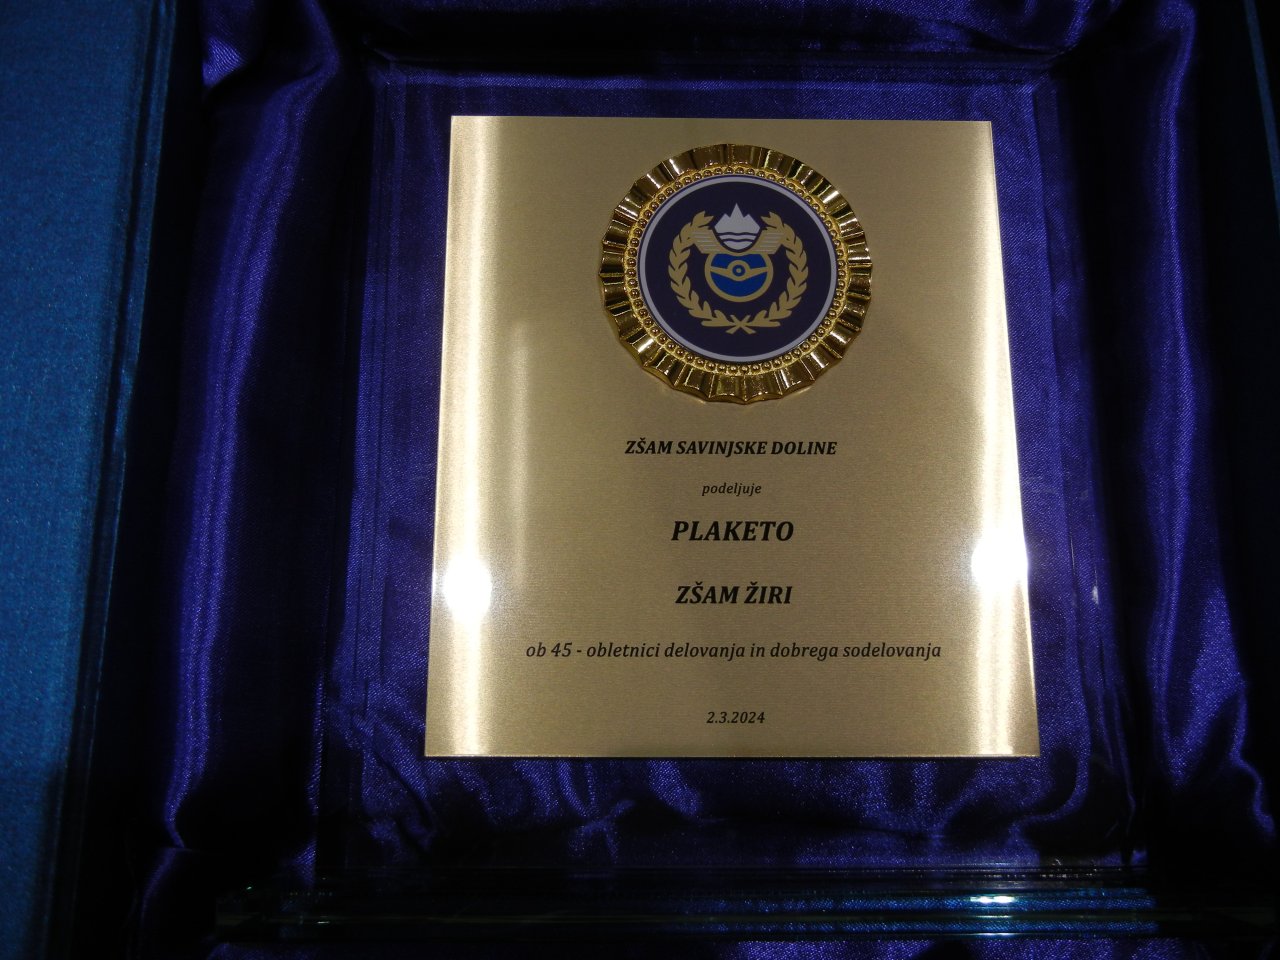 ZŠAM SAVINJSKE DOLINE
podeljuje
PLAKETO
ZŠAM ŽIRI
ob 45 - obletnici delovanja in dobrega sodelovanja
2.3.2024